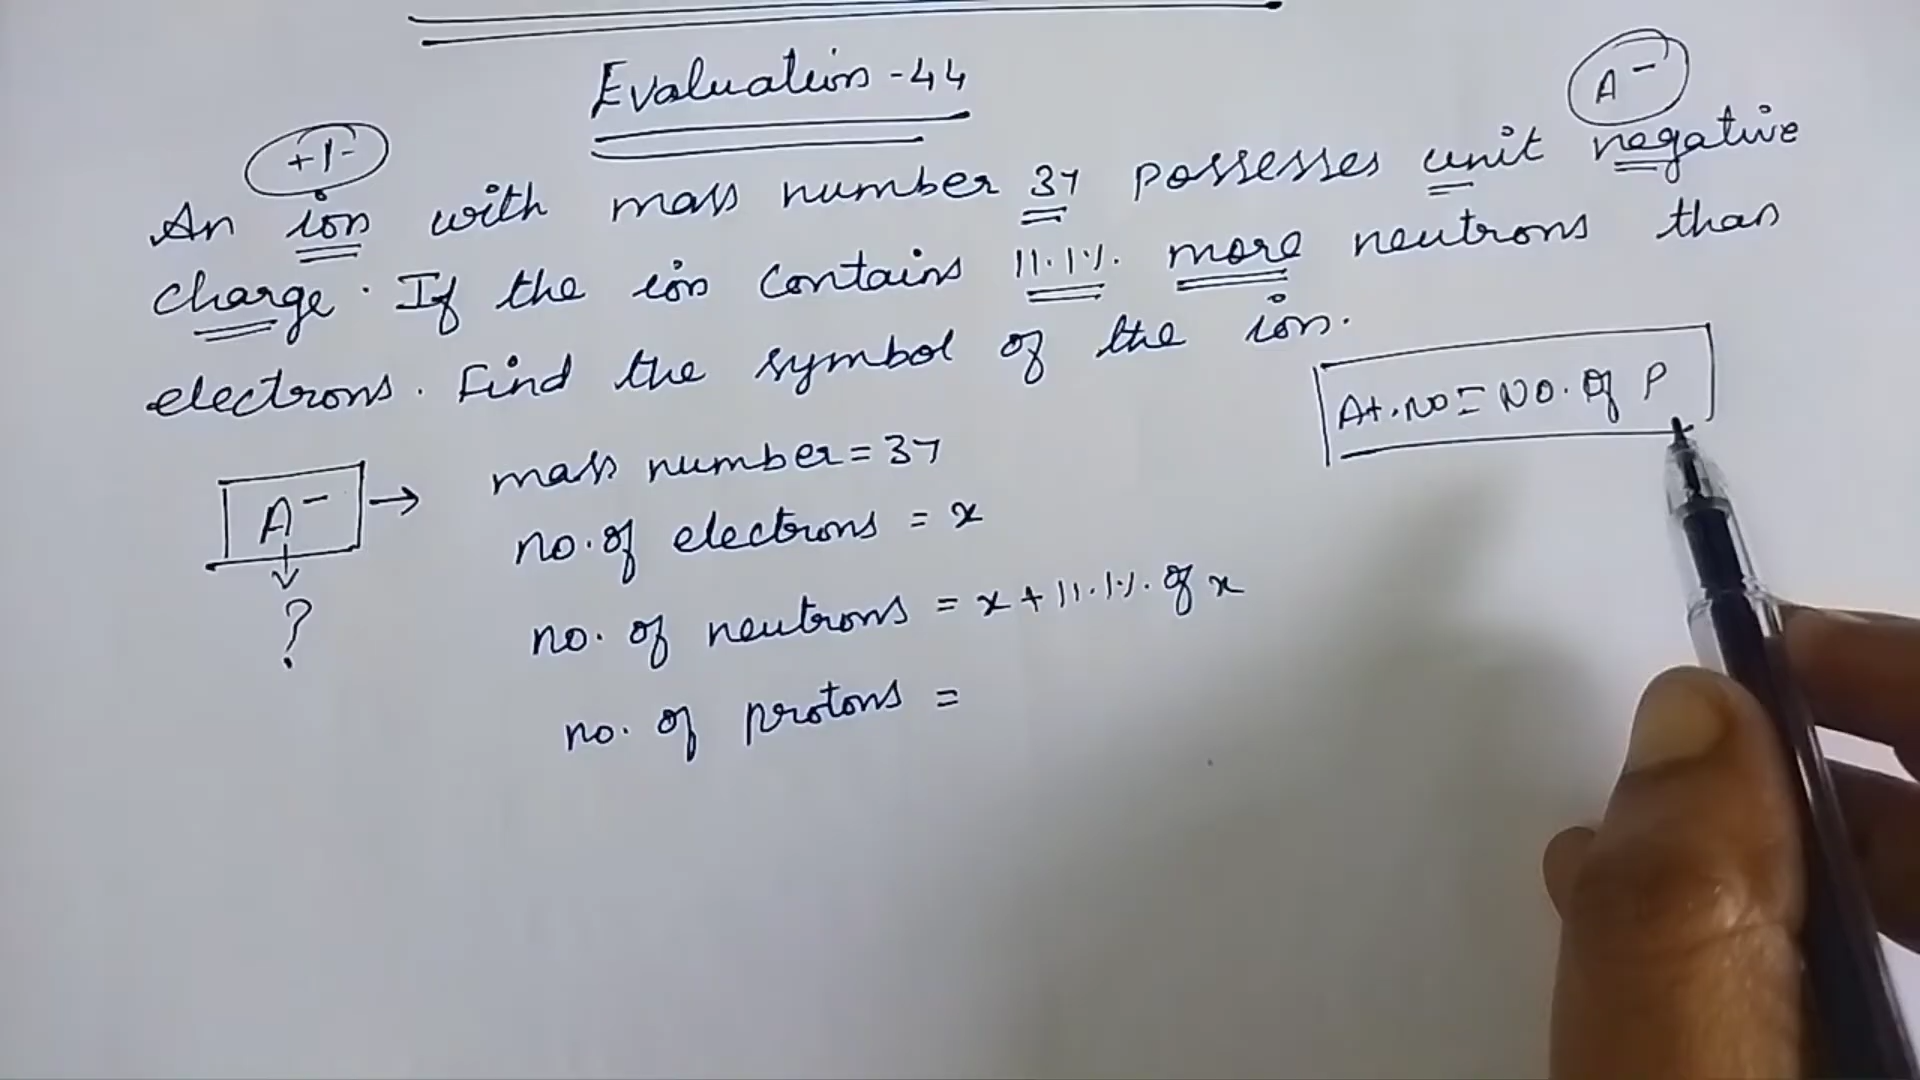 Evaluation - 44
A⁻
+/-
An ion with mass number 37 possesses unit negative
charge. If the ion contains 11.1%. more neutrons than
electrons. Find the symbol of the ion.
At.No = No. of P
A⁻ → mass number = 37
no. of electrons = x
?
no. of neutrons = x + 11.1%. of x
no. of protons =